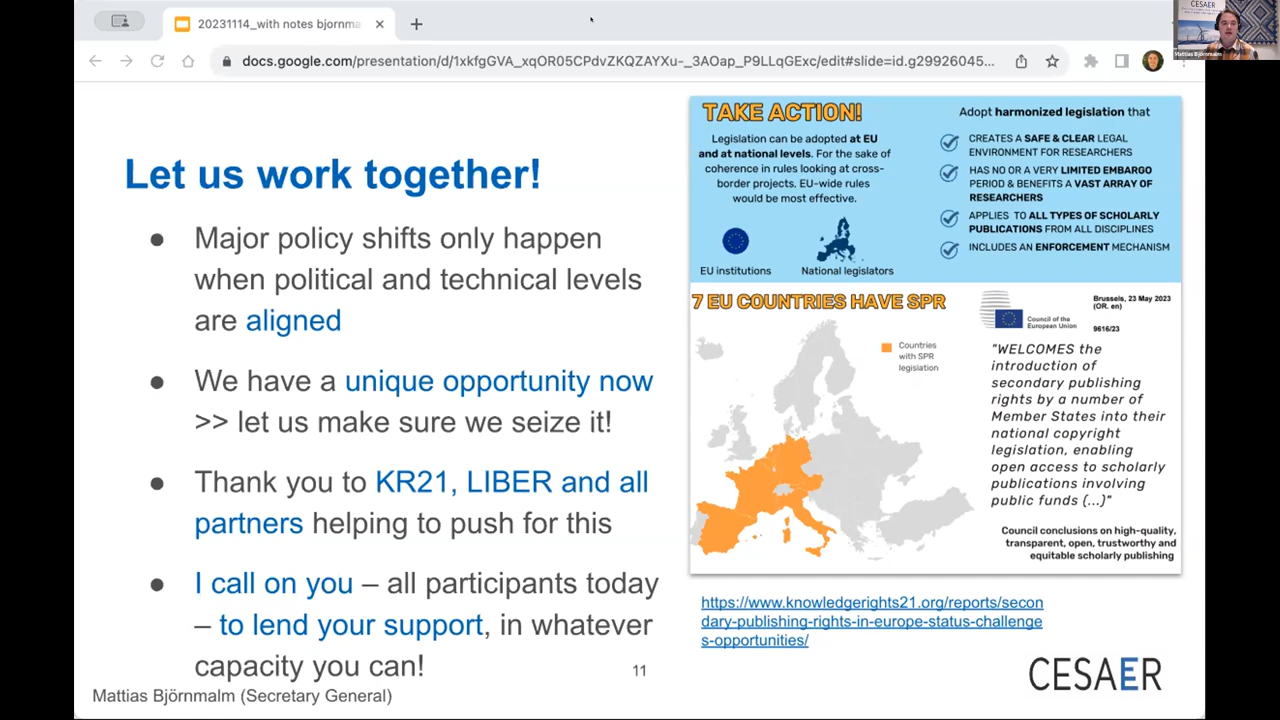 20231114_with notes bjornma
docs.google.com/presentation/d/1xkfgGVA_xqOR05CPdvZKQZAYXu-_3AOap_P9LLqGExc/edit#slide=id.g29926045...
Mattias Björnmalm
Let us work together!
● Major policy shifts only happen
when political and technical levels
are aligned
● We have a unique opportunity now
>> let us make sure we seize it!
● Thank you to KR21, LIBER and all
partners helping to push for this
● I call on you – all participants today
– to lend your support, in whatever
capacity you can!
11
Mattias Björnmalm (Secretary General)
TAKE ACTION!
Legislation can be adopted at EU
and at national levels. For the sake of
coherence in rules looking at cross-
border projects, EU-wide rules
would be most effective.
EU institutions
National legislators
Adopt harmonized legislation that
CREATES A SAFE & CLEAR LEGAL
ENVIRONMENT FOR RESEARCHERS
HAS NO OR A VERY LIMITED EMBARGO
PERIOD & BENEFITS A VAST ARRAY OF
RESEARCHERS
APPLIES TO ALL TYPES OF SCHOLARLY
PUBLICATIONS FROM ALL DISCIPLINES
INCLUDES AN ENFORCEMENT MECHANISM
7 EU COUNTRIES HAVE SPR
Countries
with SPR
legislation
Council of the
European Union
Brussels, 23 May 2023
(OR. en)
9616/23
"WELCOMES the
introduction of
secondary publishing
rights by a number of
Member States into their
national copyright
legislation, enabling
open access to scholarly
publications involving
public funds (...)"
Council conclusions on high-quality,
transparent, open, trustworthy and
equitable scholarly publishing
https://www.knowledgerights21.org/reports/secon
dary-publishing-rights-in-europe-status-challenge
s-opportunities/
CESAER
CESAER